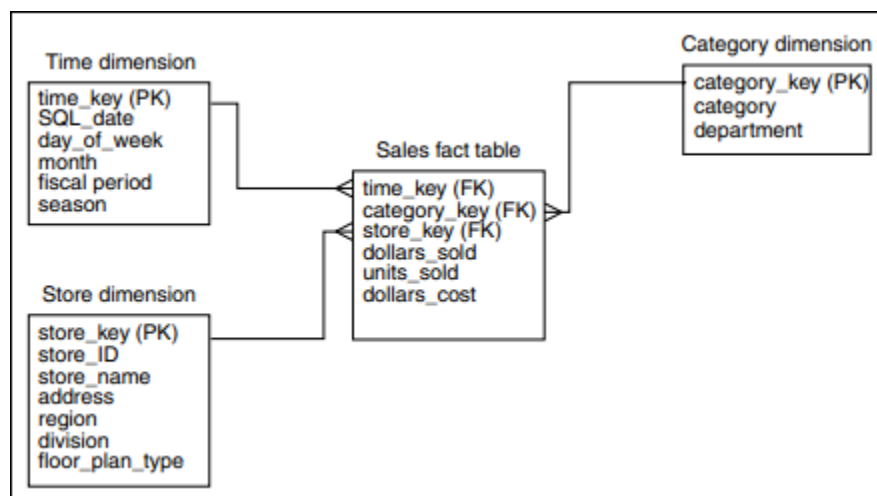 Time dimension
time_key (PK)
SQL_date
day_of_week
month
fiscal period
season
Category dimension
category_key (PK)
category
department
Sales fact table
time_key (FK)
category_key (FK)
store_key (FK)
dollars_sold
units_sold
dollars_cost
Store dimension
store_key (PK)
store_ID
store_name
address
region
division
floor_plan_type